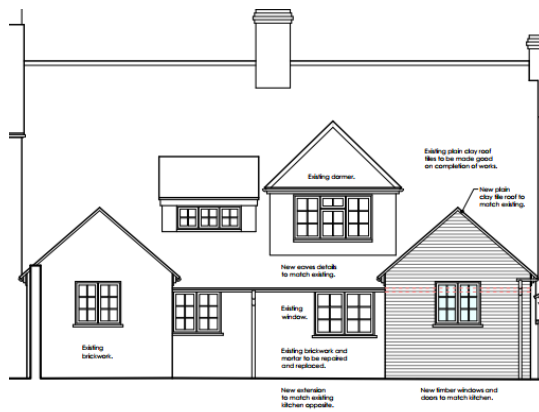 Existing plain clay roof
tiles to be made good
on completion of works.
Existing dormer.
New plain
clay tile roof to
match existing.
New eaves details
to match existing.
Existing
window.
Existing
brickwork.
Existing brickwork and
mortar to be repaired
and replaced.
New extension
to match existing
kitchen opposite.
New timber windows and
doors to match kitchen.